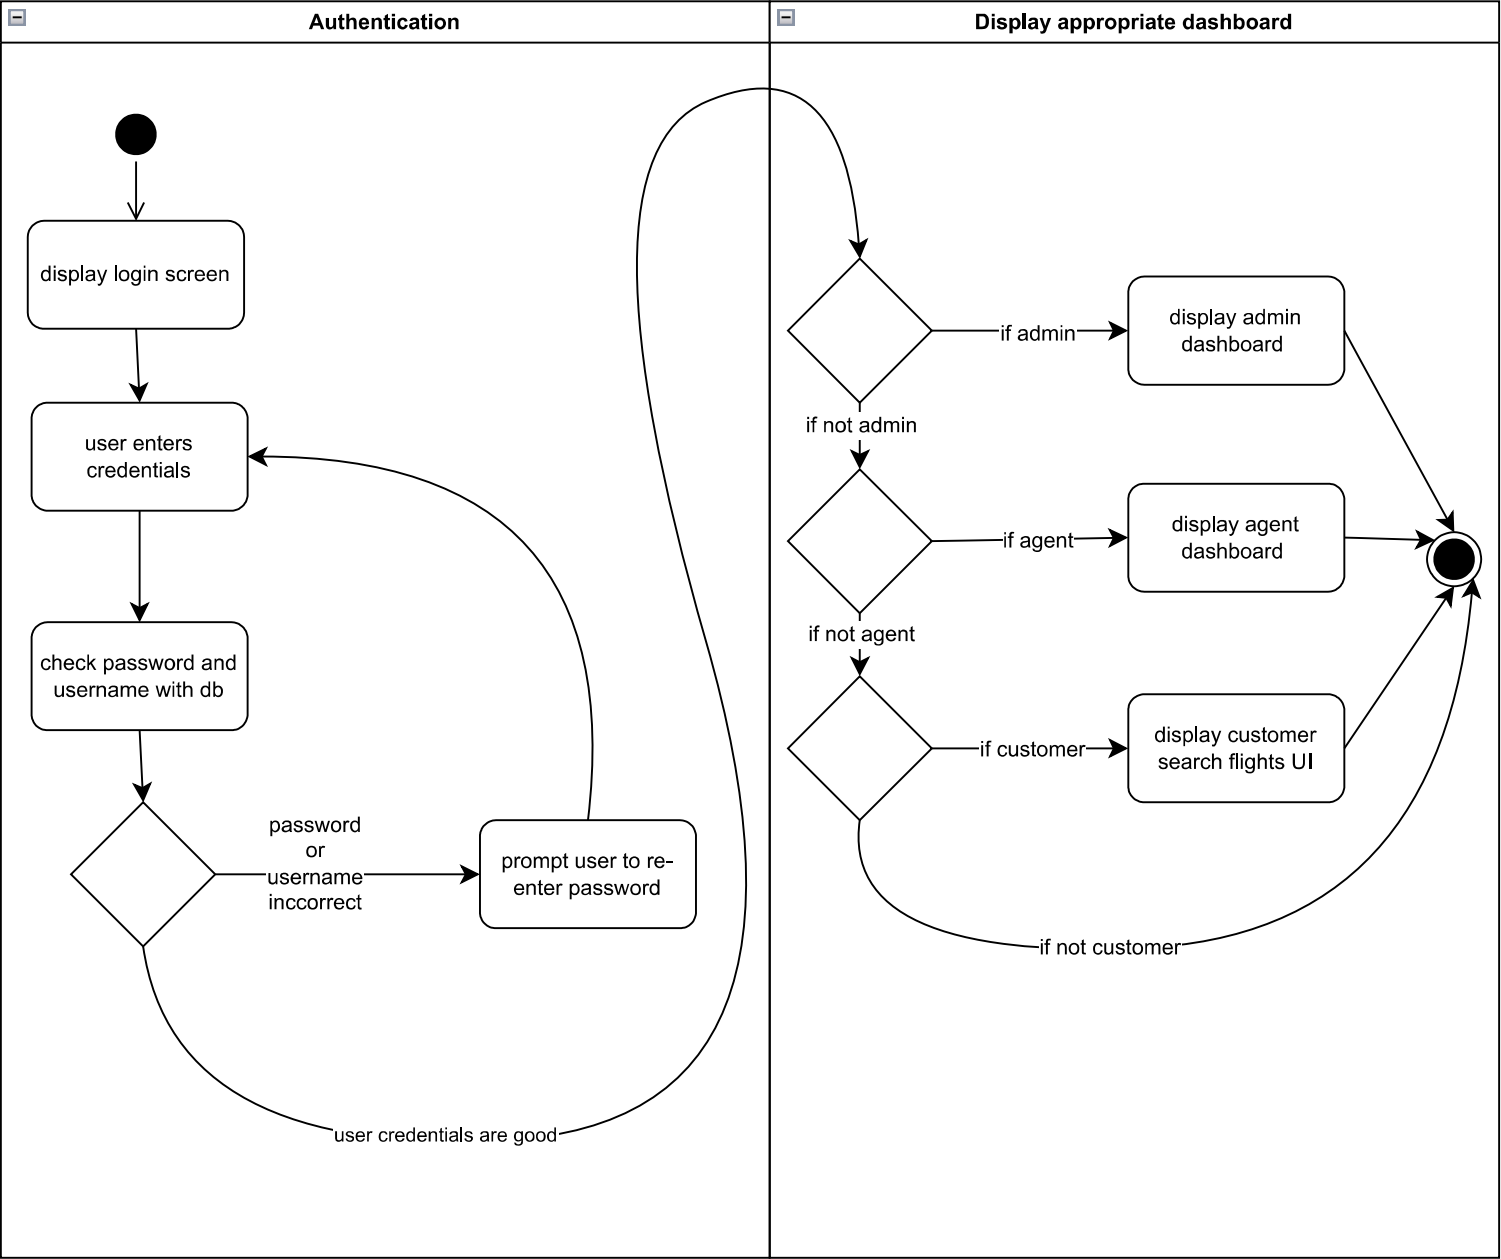 Authentication
display login screen
user enters
credentials
check password and
username with db
password
or
username
inccorrect
prompt user to re-
enter password
user credentials are good
Display appropriate dashboard
if admin
display admin
dashboard
if not admin
if agent
display agent
dashboard
if not agent
if customer
display customer
search flights UI
if not customer